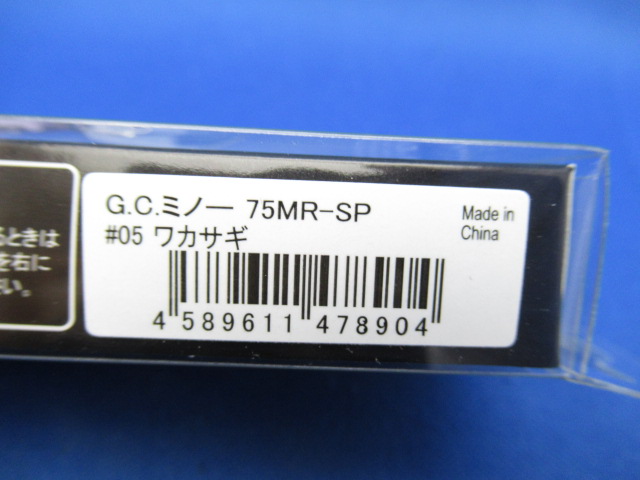 G.C.ミノー 75MR-SP
#05 ワカサギ
Made in
China
4 589611 478904
るときは
を右に
い。